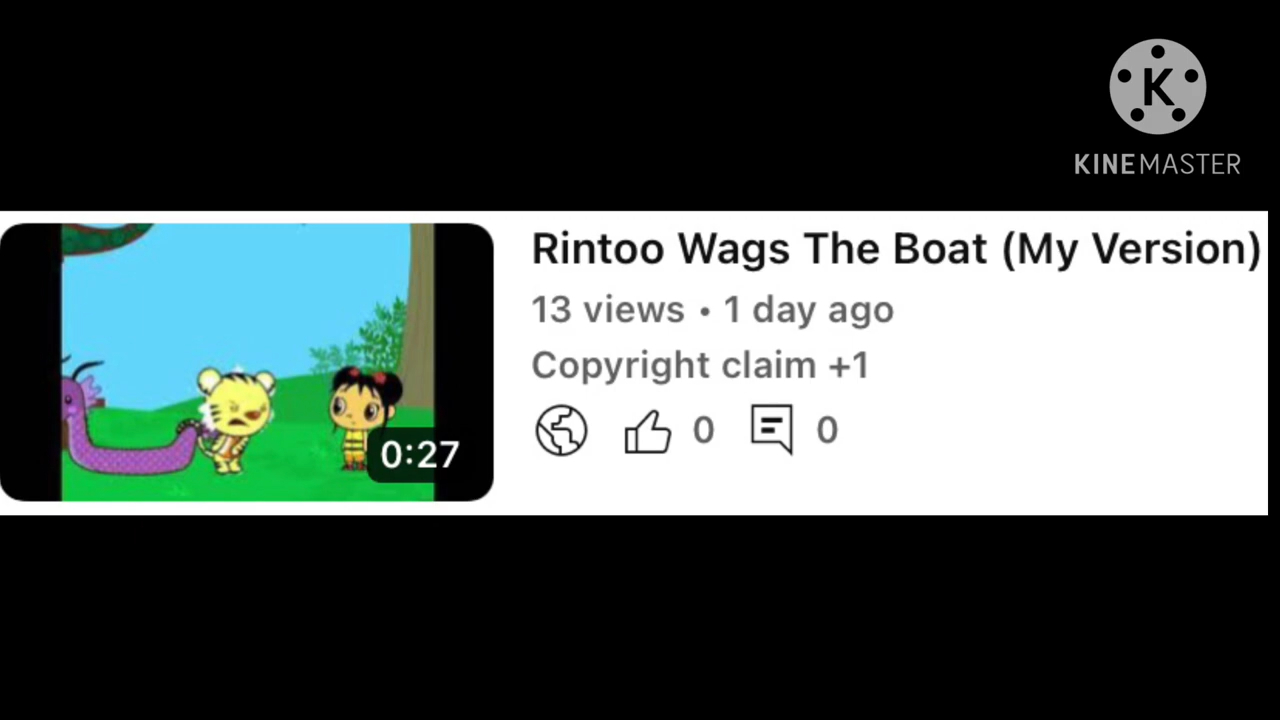 K
KINEMASTER
Rintoo Wags The Boat (My Version)
13 views • 1 day ago
Copyright claim +1
0 0
0:27